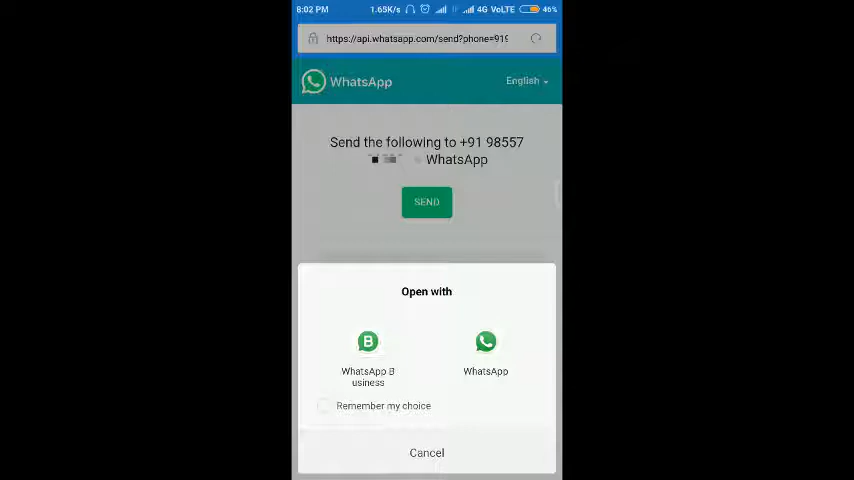 8:02 PM 1.65K/s 4G VoLTE 46%
https://api.whatsapp.com/send?phone=919
WhatsApp English
Send the following to +91 98557
WhatsApp
SEND
Open with
B
WhatsApp B
usiness
WhatsApp
Remember my choice
Cancel